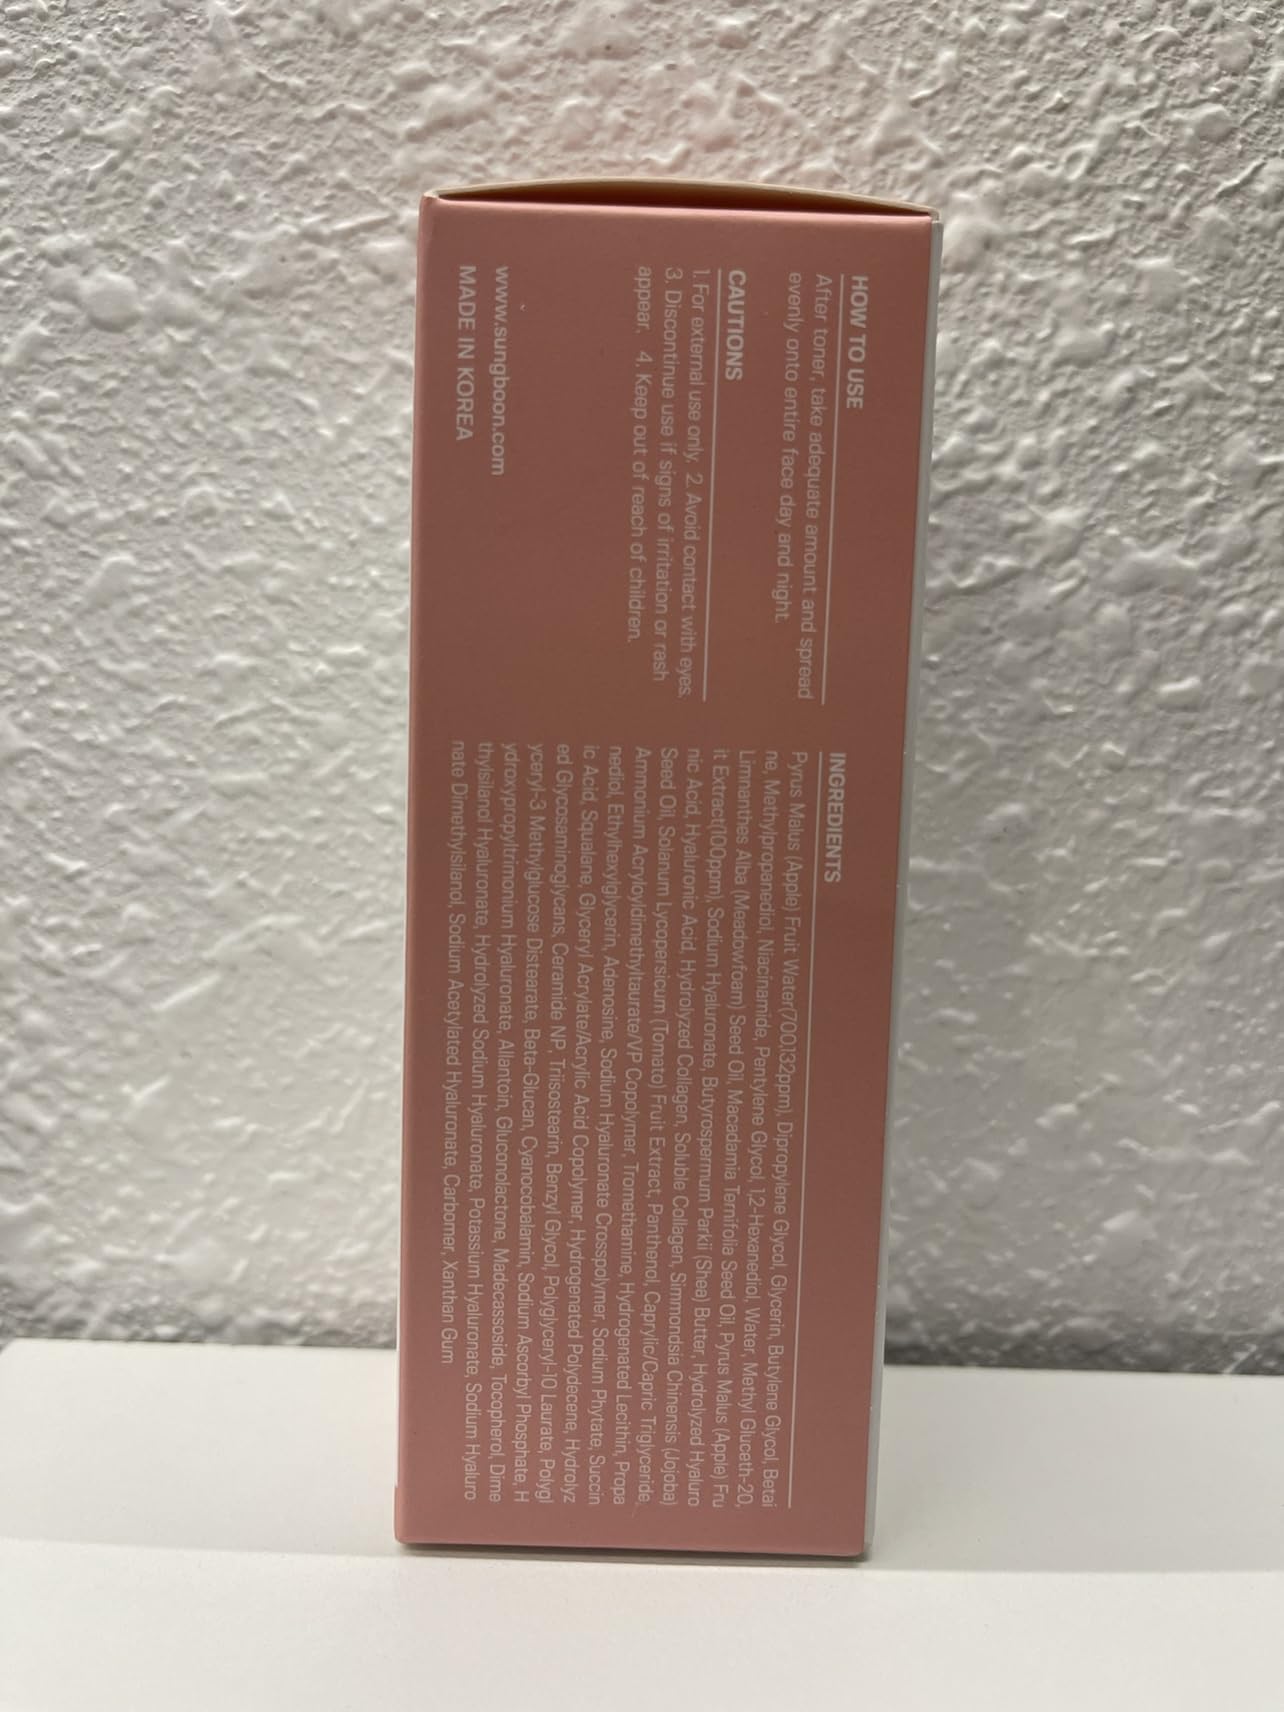 HOW TO USE
After toner, take adequate amount and spread
evenly onto entire face day and night.
CAUTIONS
1. For external use only. 2. Avoid contact with eyes.
3. Discontinue use if signs of irritation or rash
appear. 4. Keep out of reach of children.
www.sungboon.com
MADE IN KOREA
INGREDIENTS
Pyrus Malus (Apple) Fruit Water(700132ppm), Dipropylene Glycol, Glycerin, Butylene Glycol, Betai
ne, Methylpropanediol, Niacinamide, Pentylene Glycol, 1,2-Hexanediol, Water, Methyl Gluceth-20,
Limnanthes Alba (Meadowfoam) Seed Oil, Macadamia Ternifolia Seed Oil, Pyrus Malus (Apple) Fru
it Extract(100ppm), Sodium Hyaluronate, Butyrospermum Parkii (Shea) Butter, Hydrolyzed Hyaluro
nic Acid, Hyaluronic Acid, Hydrolyzed Collagen, Soluble Collagen, Simmondsia Chinensis (Jojoba)
Seed Oil, Solanum Lycopersicum (Tomato) Fruit Extract, Panthenol, Caprylic/Capric Triglyceride,
Ammonium Acryloyldimethyltaurate/VP Copolymer, Tromethamine, Hydrogenated Lecithin, Propa
nediol, Ethylhexylglycerin, Adenosine, Sodium Hyaluronate Crosspolymer, Sodium Phytate, Succin
ic Acid, Squalane, Glyceryl Acrylate/Acrylic Acid Copolymer, Hydrogenated Polydecene, Hydrolyz
ed Glycosaminoglycans, Ceramide NP, Triisostearin, Benzyl Glycol, Polyglyceryl-10 Laurate, Polygl
yceryl-3 Methylglucose Distearate, Beta-Glucan, Cyanocobalamin, Sodium Ascorbyl Phosphate, H
ydroxypropyltrimonium Hyaluronate, Allantoin, Gluconolactone, Madecassoside, Tocopherol, Dime
thylsilanol Hyaluronate, Hydrolyzed Sodium Hyaluronate, Potassium Hyaluronate, Sodium Hyaluro
nate Dimethylsilanol, Sodium Acetylated Hyaluronate, Carbomer, Xanthan Gum